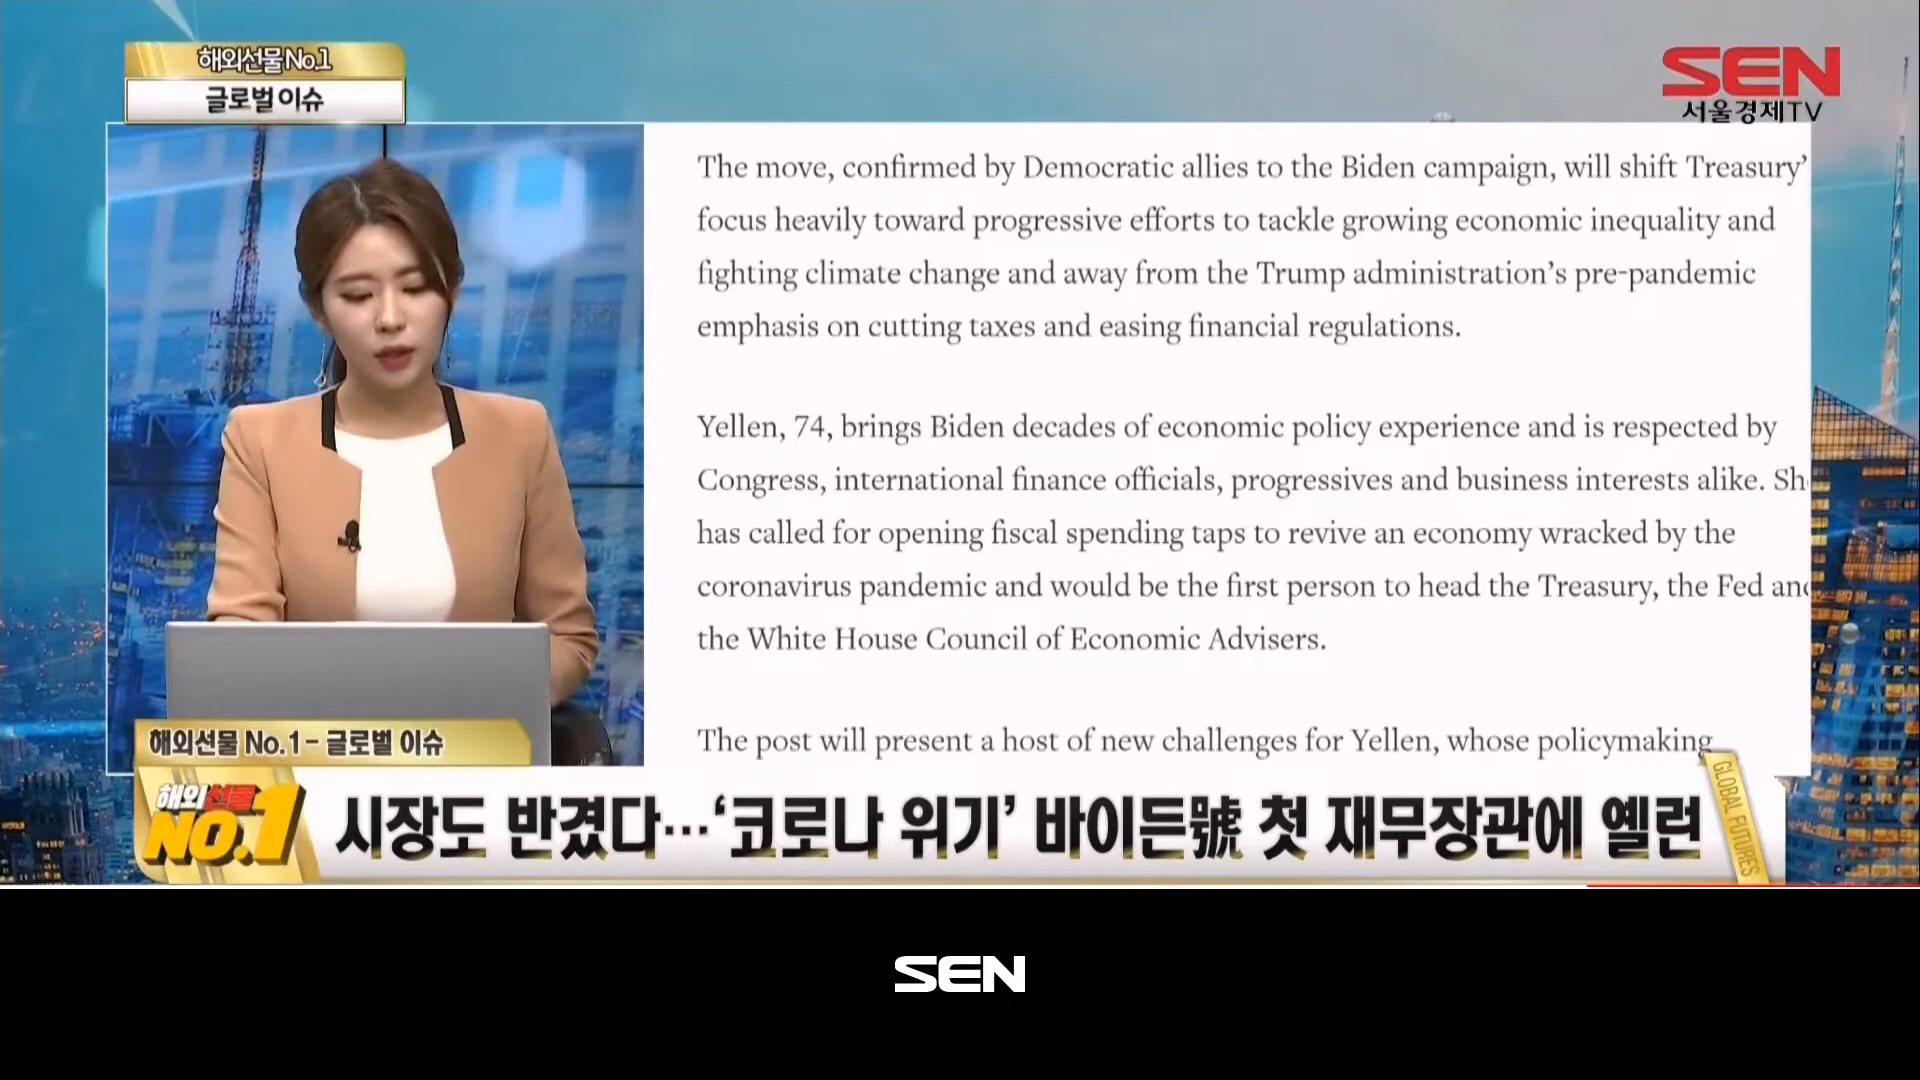 해외선물 No.1
글로벌 이슈
SEN
서울경제TV
The move, confirmed by Democratic allies to the Biden campaign, will shift Treasury’
focus heavily toward progressive efforts to tackle growing economic inequality and
fighting climate change and away from the Trump administration’s pre-pandemic
emphasis on cutting taxes and easing financial regulations.
Yellen, 74, brings Biden decades of economic policy experience and is respected by
Congress, international finance officials, progressives and business interests alike. Sh
has called for opening fiscal spending taps to revive an economy wracked by the
coronavirus pandemic and would be the first person to head the Treasury, the Fed and
the White House Council of Economic Advisers.
The post will present a host of new challenges for Yellen, whose policymaking
해외선물 No.1 - 글로벌 이슈
해외선물
NO.1
시장도 반겼다…‘코로나 위기’ 바이든號 첫 재무장관에 옐런
GLOBAL FUTURES
SEN